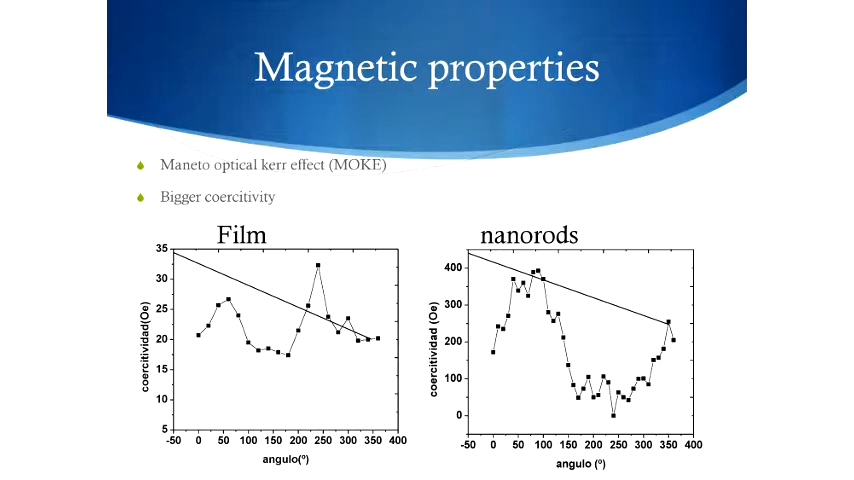 Magnetic properties
Maneto optical kerr effect (MOKE)
Bigger coercitivity
Film
35
30
25
20
15
10
5
-50 0 50 100 150 200 250 300 350 400
coercitividad(Oe)
angulo(º)
nanorods
400
300
200
100
0
-50 0 50 100 150 200 250 300 350 400
coercitividad (Oe)
angulo (º)